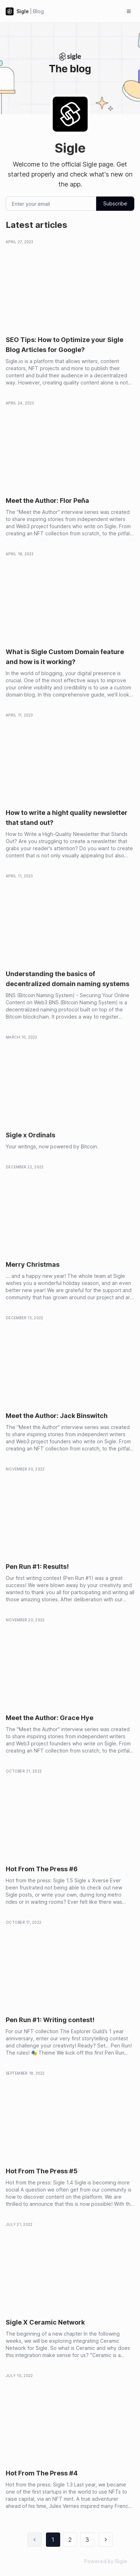 Sigle | Blog
sigle
The blog
Sigle
Welcome to the official Sigle page. Get
started properly and check what's new on
the app.
Enter your email
Subscribe
Latest articles
APRIL 27, 2023
SEO Tips: How to Optimize your Sigle
Blog Articles for Google?
Sigle.io is a platform that allows writers, content
creators, NFT projects and more to publish their
content and build their audience in a decentralized
way. However, creating quality content alone is not...
APRIL 24, 2023
Meet the Author: Flor Peña
The "Meet the Author" interview series was created
to share inspiring stories from independent writers
and Web3 project founders who write on Sigle. From
creation of an NFT collection from scratch, to the pitfal...
APRIL 18, 2023
What is Sigle Custom Domain feature
and how is it working?
In the world of blogging, your digital presence is
crucial. One of the most effective ways to improve
your online visibility and credibility is to use a custom
domain blog. In this comprehensive guide, we'll look...
APRIL 17, 2023
How to write a hight quality newsletter
that stand out?
How to Write a High-Quality Newsletter that Stands
Out? Are you struggling to create a newsletter that
grabs your reader's attention? Do you want to create
content that is not only visually appealing but also...
APRIL 11, 2023
Understanding the basics of
decentralized domain naming systems
BNS (Bitcoin Naming System) - Securing Your Online
Content on Web3 BNS (Bitcoin Naming System) is a
decentralized naming protocol built on top of the
Bitcoin blockchain. It provides a way to register...
MARCH 10, 2023
Sigle x Ordinals
Your writings, now powered by Bitcoin.
DECEMBER 22, 2022
Merry Christmas
... and a happy new year! The whole team at Sigle
wishes you a wonderful holiday season, and an even
better new year! We are grateful for the support and
community that has grown around our project and ar...
DECEMBER 13, 2022
Meet the Author: Jack Binswitch
The "Meet the Author" interview series was created
to share inspiring stories from independent writers
and Web3 project founders who write on Sigle. From
creation of an NFT collection from scratch, to the pitfal...
NOVEMBER 30, 2022
Pen Run #1: Results!
Our first writing contest (Pen Run #1) was a great
success! We were blown away by your creativity and
wanted to thank you all for participating and writing all
those amazing stories. After deliberation with our...
NOVEMBER 23, 2022
Meet the Author: Grace Hye
The "Meet the Author" interview series was created
to share inspiring stories from independent writers
and Web3 project founders who write on Sigle. From
creation of an NFT collection from scratch, to the pitfal...
OCTOBER 31, 2022
Hot From The Press #6
Hot from the press: Sigle 1.5 Sigle x Xverse Ever
been frustrated not being able to check out new
Sigle posts, or write your own, during long metro
rides or in waiting rooms? Ever felt like there was...
OCTOBER 17, 2022
Pen Run #1: Writing contest!
For our NFT collection The Explorer Guild's 1 year
anniversary, enter our very first storytelling contest
and challenge your creativity! Ready? Set... Pen Run!
The rules! Theme We kick off this first Pen Run...
SEPTEMBER 19, 2022
Hot From The Press #5
Hot from the press: Sigle 1.4 Sigle is becoming more
social A question we often get from our community is
how to discover content on the platform. We are
thrilled to announce that this is now possible! With th...
JULY 21, 2022
Sigle X Ceramic Network
The beginning of a new chapter In the following
weeks, we will be exploring integrating Ceramic
Network for Sigle. So what is Ceramic and why does
this integration make sense for us? "Ceramic is a...
JULY 13, 2022
Hot From The Press #4
Hot from the press: Sigle 1.3 Last year, we became
one of the startups in the world to use NFTs to raise
capital, via an NFT mint. A true adventurer and
ahead of his time, Jules Vernes inspired many Frenc...
1
2
3
Powered by Sigle